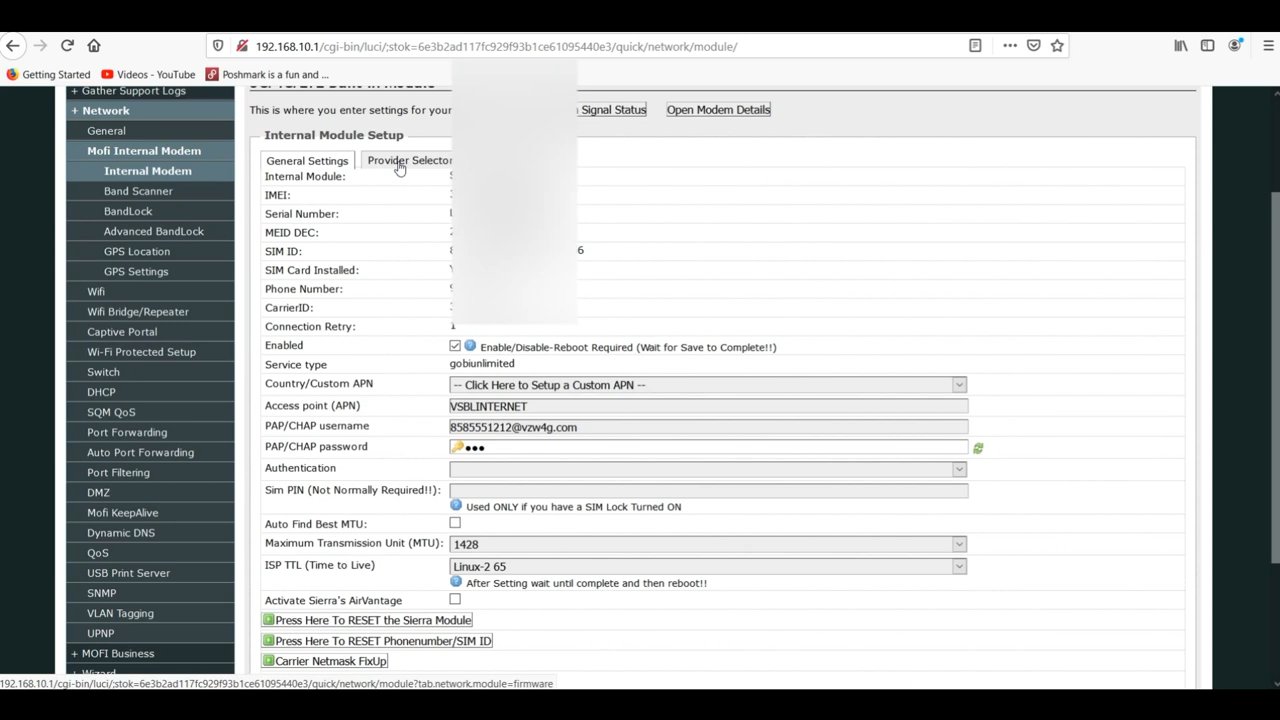 192.168.10.1/cgi-bin/luci/;stok=6e3b2ad117fc929f93b1ce61095440e3/quick/network/module/
Getting Started
Videos - YouTube
Poshmark is a fun and ...
+ Gather Support Logs
+ Network
General
Mofi Internal Modem
Internal Modem
Band Scanner
BandLock
Advanced BandLock
GPS Location
GPS Settings
Wifi
Wifi Bridge/Repeater
Captive Portal
Wi-Fi Protected Setup
Switch
DHCP
SQM QoS
Port Forwarding
Auto Port Forwarding
Port Filtering
DMZ
Mofi KeepAlive
Dynamic DNS
QoS
USB Print Server
SNMP
VLAN Tagging
UPNP
+ MOFI Business
+ Wizard
This is where you enter settings for your
Signal Status
Open Modem Details
Internal Module Setup
General Settings
Provider Selector
Internal Module:
IMEI:
Serial Number:
MEID DEC:
SIM ID: 6
SIM Card Installed:
Phone Number:
CarrierID:
Connection Retry: 1
Enabled Enable/Disable-Reboot Required (Wait for Save to Complete!!)
Service type gobiunlimited
Country/Custom APN -- Click Here to Setup a Custom APN --
Access point (APN) VSBLINTERNET
PAP/CHAP username 8585551212@vzw4g.com
PAP/CHAP password ●●●
Authentication
Sim PIN (Not Normally Required!!):
Used ONLY if you have a SIM Lock Turned ON
Auto Find Best MTU:
Maximum Transmission Unit (MTU): 1428
ISP TTL (Time to Live) Linux-2 65
After Setting wait until complete and then reboot!!
Activate Sierra's AirVantage
Press Here To RESET the Sierra Module
Press Here To RESET Phonenumber/SIM ID
Carrier Netmask FixUp
192.168.10.1/cgi-bin/luci/;stok=6e3b2ad117fc929f93b1ce61095440e3/quick/network/module?tab.network.module=firmware